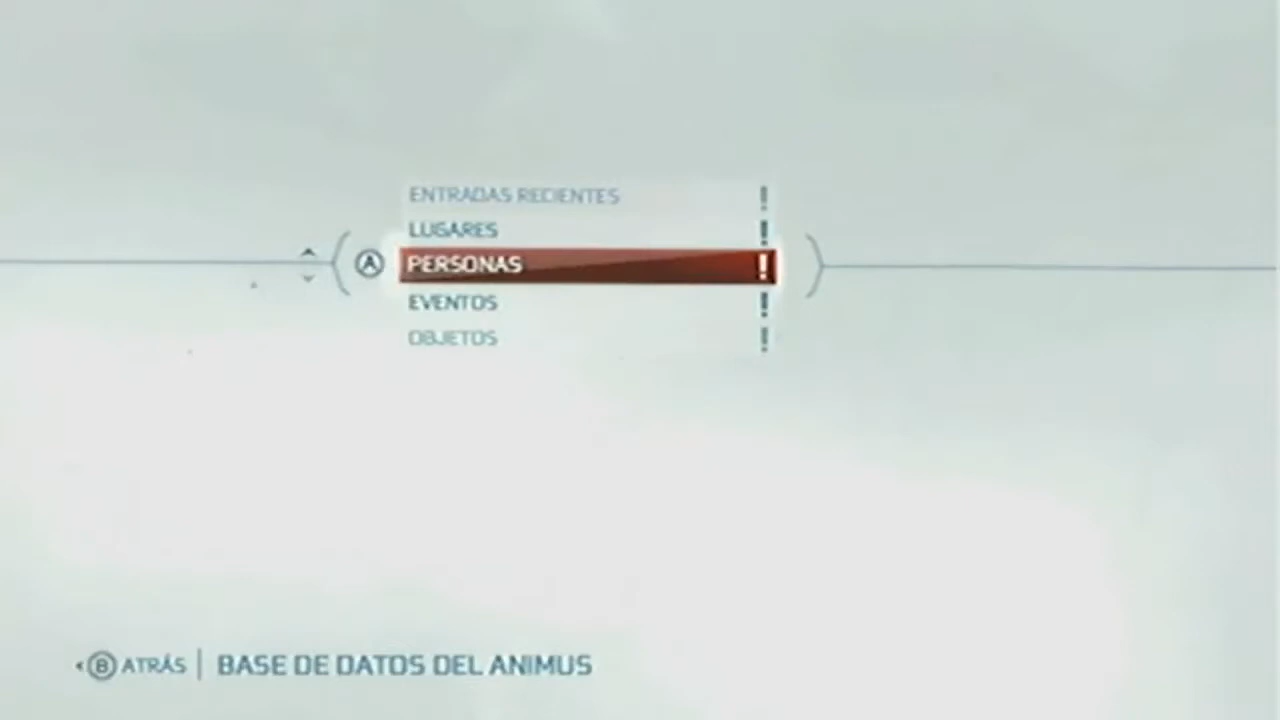 ENTRADAS RECIENTES !
LUGARES !
A PERSONAS !
EVENTOS !
OBJETOS !
B ATRÁS | BASE DE DATOS DEL ANIMUS